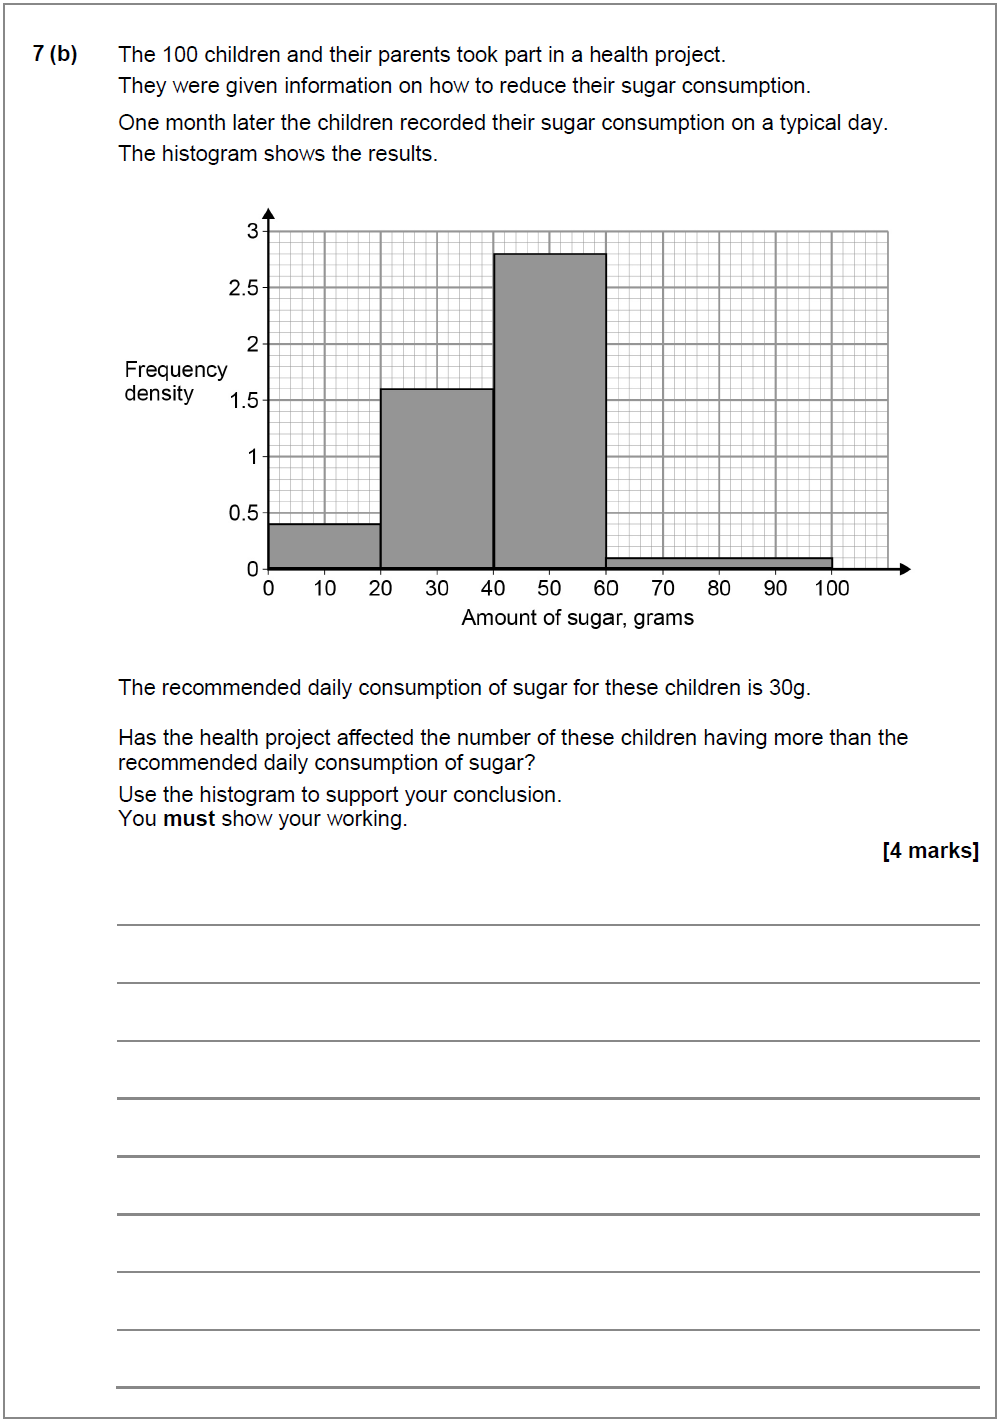 7 (b) The 100 children and their parents took part in a health project.
They were given information on how to reduce their sugar consumption.
One month later the children recorded their sugar consumption on a typical day.
The histogram shows the results.
3
2.5
2
Frequency
density
1.5
1
0.5
0
0 10 20 30 40 50 60 70 80 90 100
Amount of sugar, grams
The recommended daily consumption of sugar for these children is 30g.
Has the health project affected the number of these children having more than the
recommended daily consumption of sugar?
Use the histogram to support your conclusion.
You must show your working.
[4 marks]